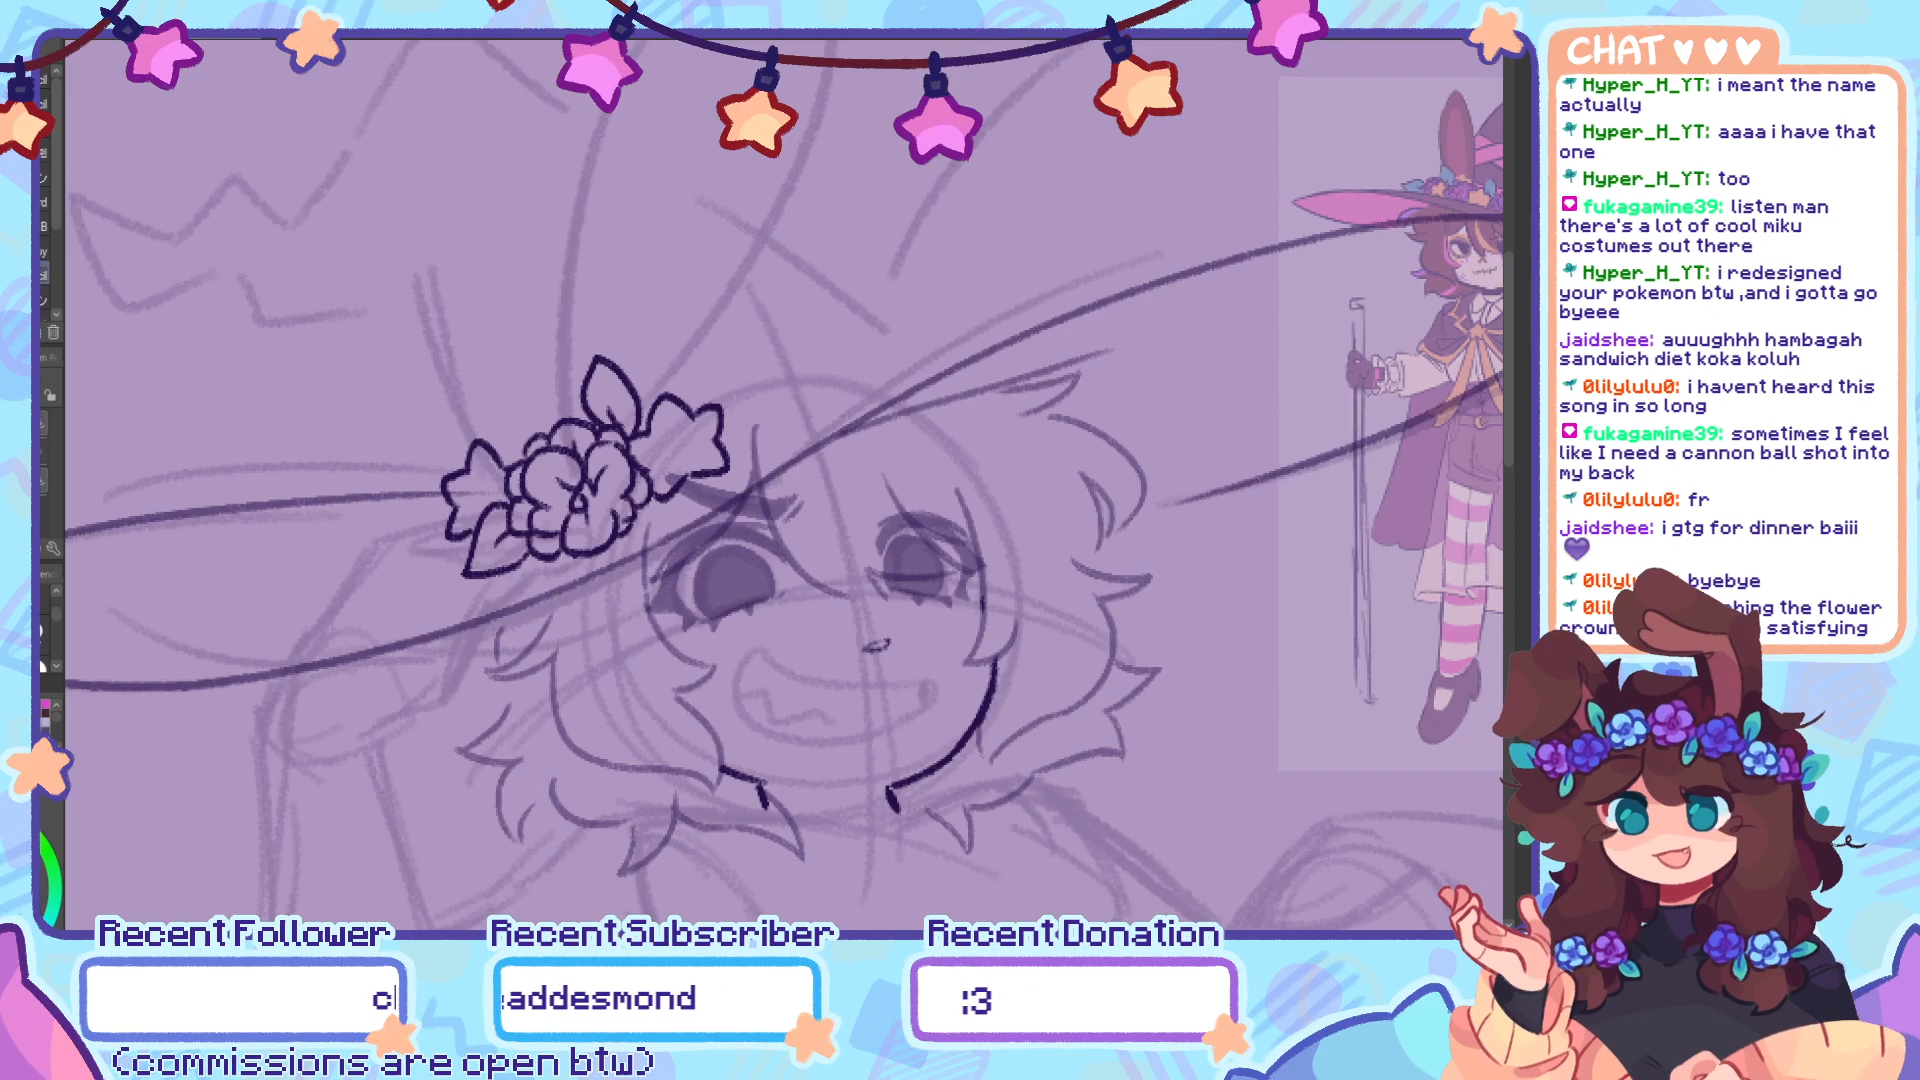 CHAT
Hyper_H_YT: i meant the name
actually
Hyper_H_YT: aaaa i have that
one
Hyper_H_YT: too
fukagamine39: listen man
there's a lot of cool miku
costumes out there
Hyper_H_YT: i redesigned
your pokemon btw ,and i gotta go
byeee
jaidshee: auuughhh hambagah
sandwich diet koka koluh
0lilylulu0: i havent heard this
song in so long
fukagamine39: sometimes I feel
like I need a cannon ball shot into
my back
0lilylulu0: fr
jaidshee: i gtg for dinner baiii
byebye
the flower
satisfying
Recent Follower
Recent Subscriber
Recent Donation
addesmond
:3
(commissions are open btw)